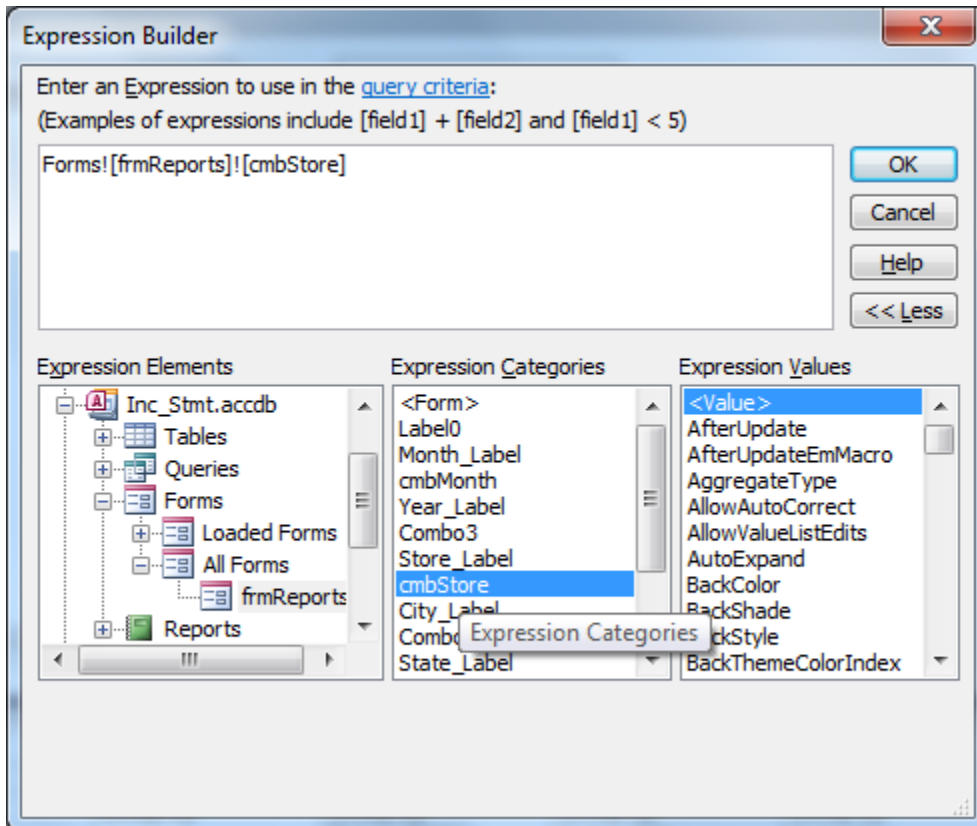 Expression Builder
Enter an Expression to use in the query criteria:
(Examples of expressions include [field1] + [field2] and [field1] < 5)
Forms![frmReports]![cmbStore]
OK
Cancel
Help
<< Less
Expression Elements
Inc_Stmt.accdb
Tables
Queries
Forms
Loaded Forms
All Forms
frmReports
Reports
Expression Categories
<Form>
Label0
Month_Label
cmbMonth
Year_Label
Combo3
Store_Label
cmbStore
City_Label
Combo
State_Label
Expression Categories
Expression Values
<Value>
AfterUpdate
AfterUpdateEmMacro
AggregateType
AllowAutoCorrect
AllowValueListEdits
AutoExpand
BackColor
BackShade
ckStyle
BackThemeColorIndex